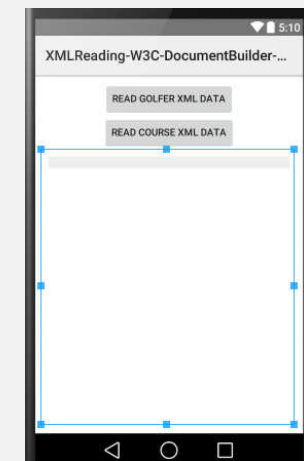 5:10
XMLReading-W3C-DocumentBuilder-...
READ GOLFER XML DATA
READ COURSE XML DATA